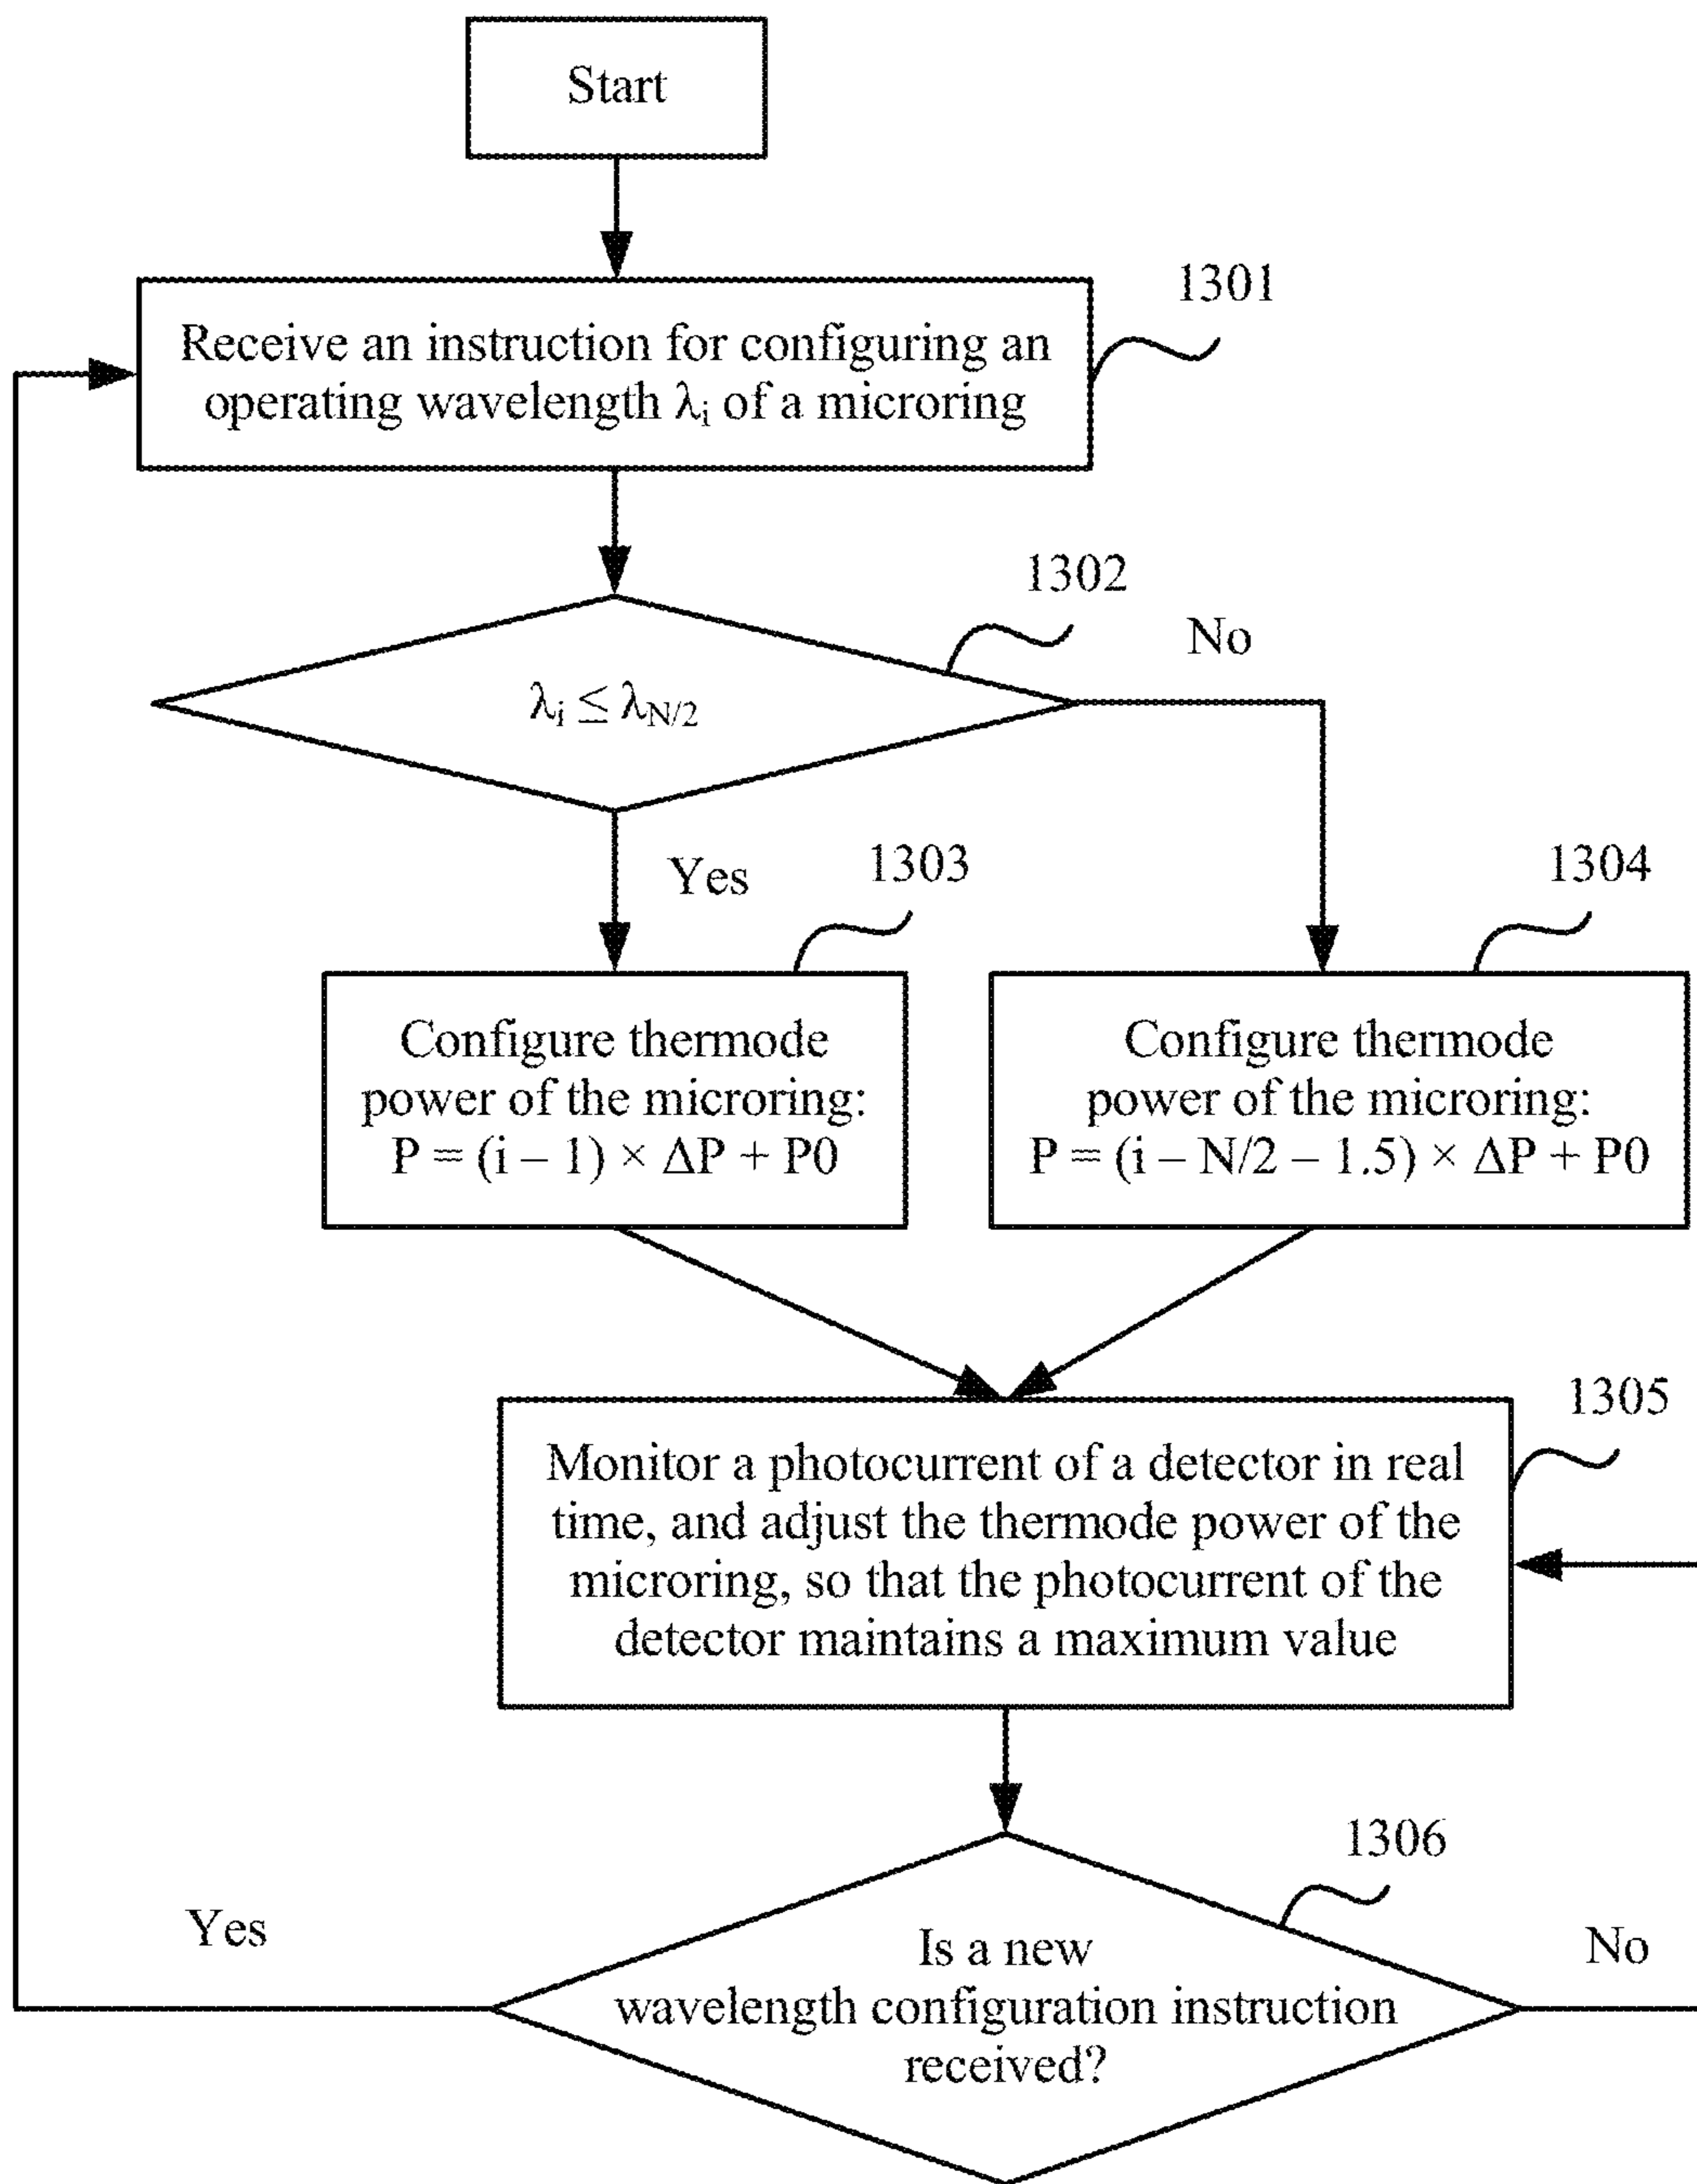 Start
1301
Receive an instruction for configuring an
operating wavelength λi of a microring
1302
No
λi ≤ λN/2
Yes
1303
1304
Configure thermode
power of the microring:
P = (i – 1) × ΔP + P0
Configure thermode
power of the microring:
P = (i – N/2 – 1.5) × ΔP + P0
1305
Monitor a photocurrent of a detector in real
time, and adjust the thermode power of the
microring, so that the photocurrent of the
detector maintains a maximum value
1306
Yes
No
Is a new
wavelength configuration instruction
received?